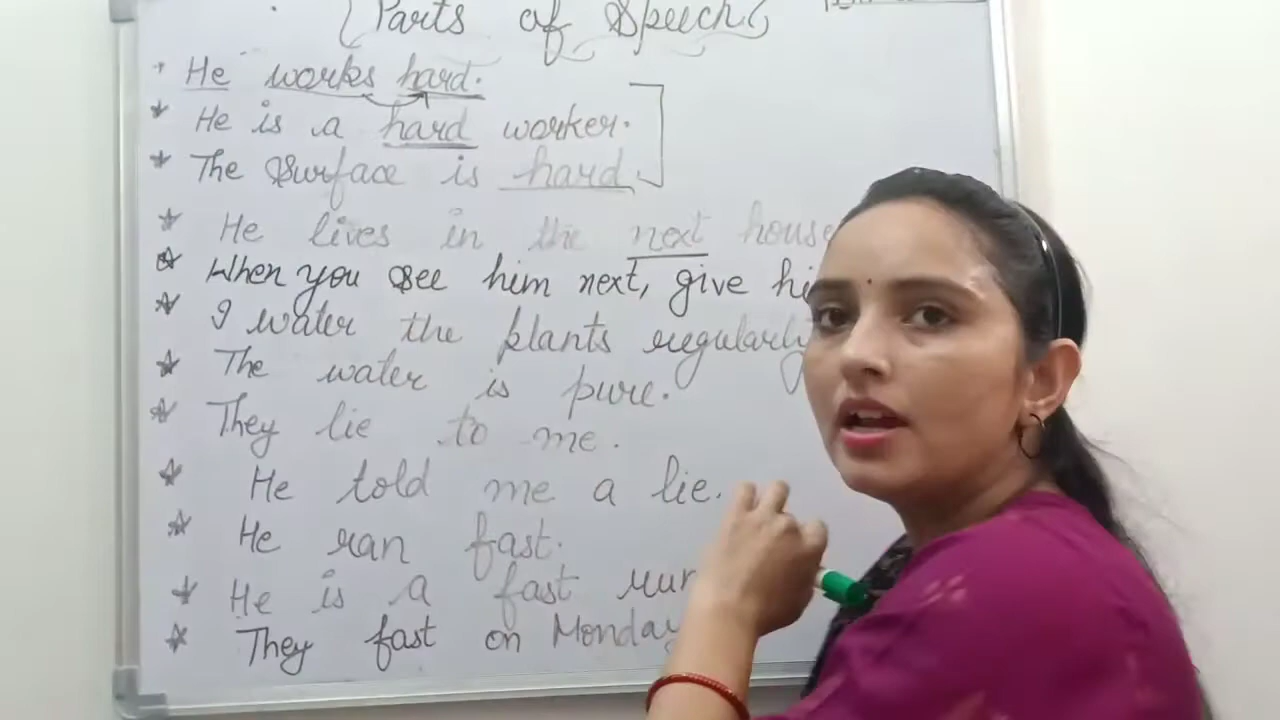 Parts of Speech
He works hard.
He is a hard worker.
The Surface is hard.
He lives in the next house
When you see him next, give hi
I water the plants regularly
The water is pure.
They lie to me.
He told me a lie.
He ran fast.
He is a fast run
They fast on Monday